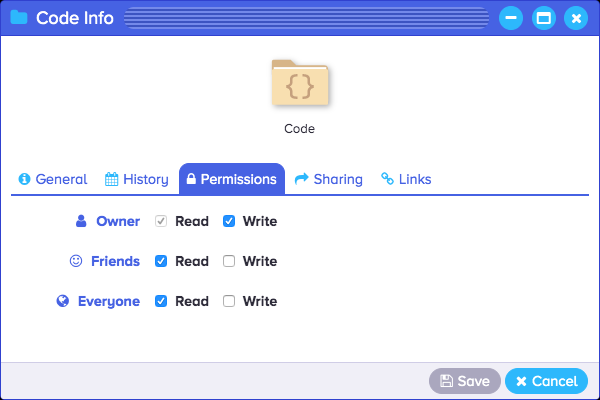 Code Info
{}
Code
General History Permissions Sharing Links
Owner Read Write
Friends Read Write
Everyone Read Write
Save Cancel